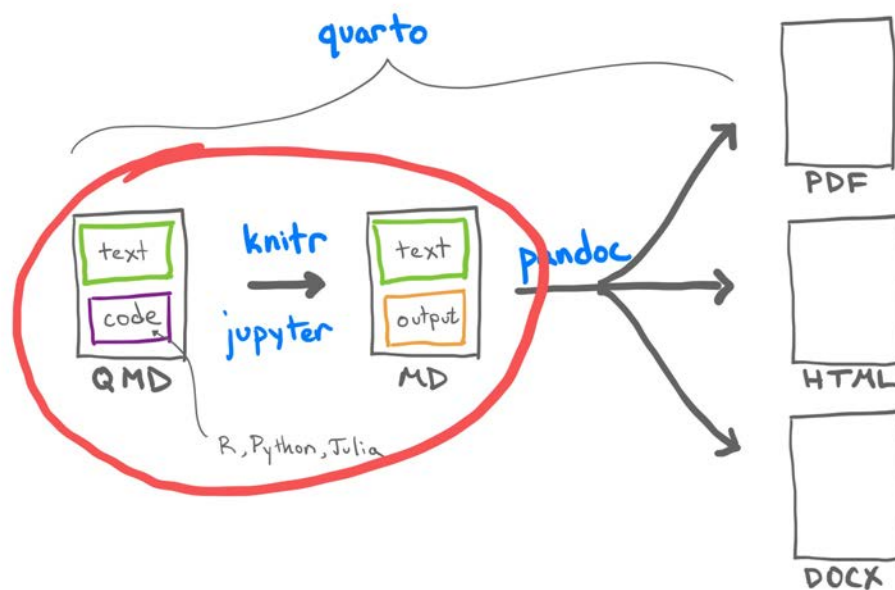 quarto
text
code
QMD
knitr
jupyter
text
output
MD
R, Python, Julia
pandoc
PDF
HTML
DOCX